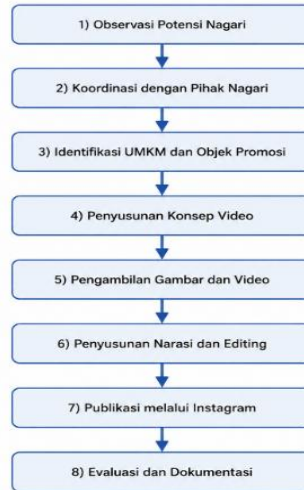 1) Observasi Potensi Nagari
2) Koordinasi dengan Pihak Nagari
3) Identifikasi UMKM dan Objek Promosi
4) Penyusunan Konsep Video
5) Pengambilan Gambar dan Video
6) Penyusunan Narasi dan Editing
7) Publikasi melalui Instagram
8) Evaluasi dan Dokumentasi